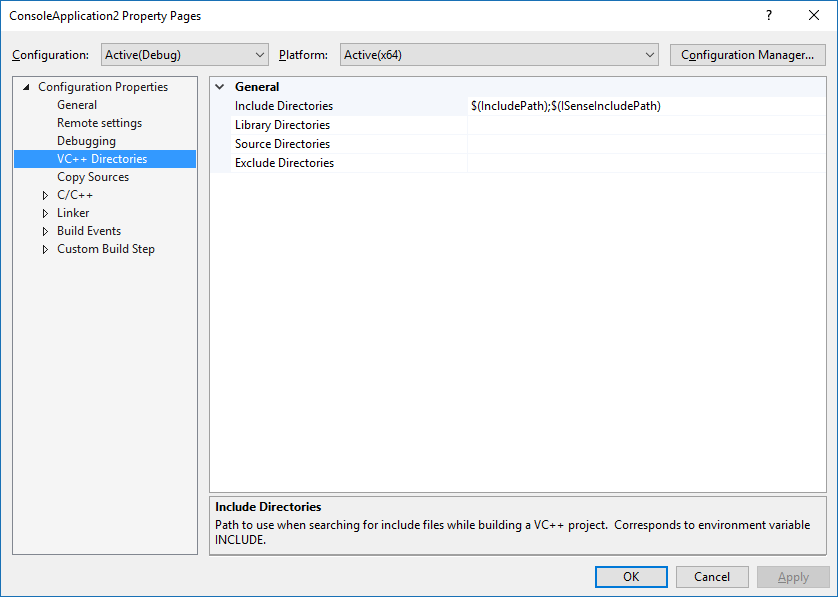 ConsoleApplication2 Property Pages
?
Configuration: Active(Debug) Platform: Active(x64) Configuration Manager...
Configuration Properties
General
Remote settings
Debugging
VC++ Directories
Copy Sources
C/C++
Linker
Build Events
Custom Build Step
General
Include Directories $(IncludePath);$(ISenseIncludePath)
Library Directories
Source Directories
Exclude Directories
Include Directories
Path to use when searching for include files while building a VC++ project.  Corresponds to environment variable
INCLUDE.
OK Cancel Apply